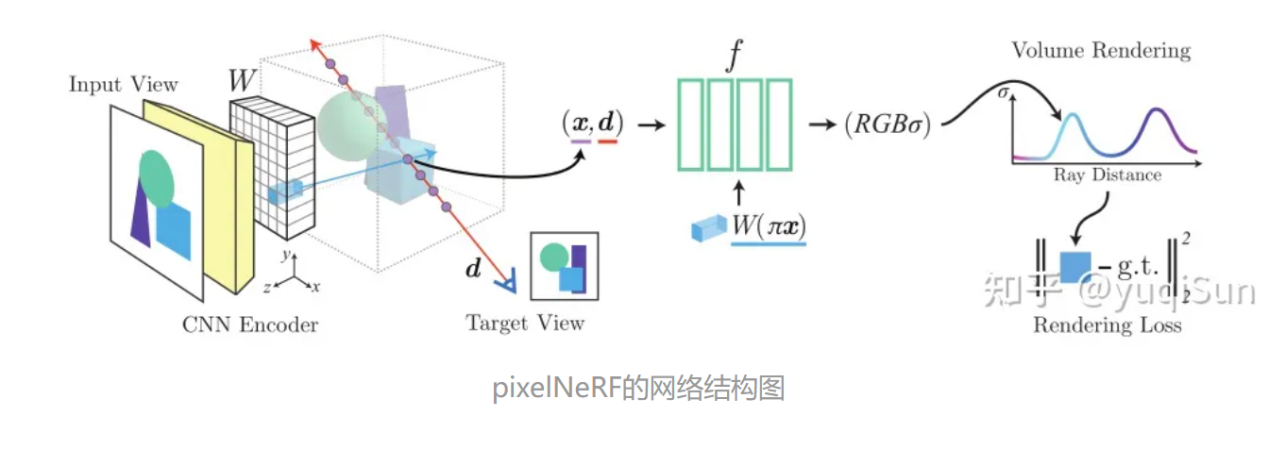 Input View
W
CNN Encoder
y
z
x
d
Target View
(x, d)
f
W(πx)
(RGBσ)
Volume Rendering
σ
Ray Distance
‖ – g.t. ‖ 2 2
Rendering Loss
知乎 @yuqiSun
pixelNeRF的网络结构图